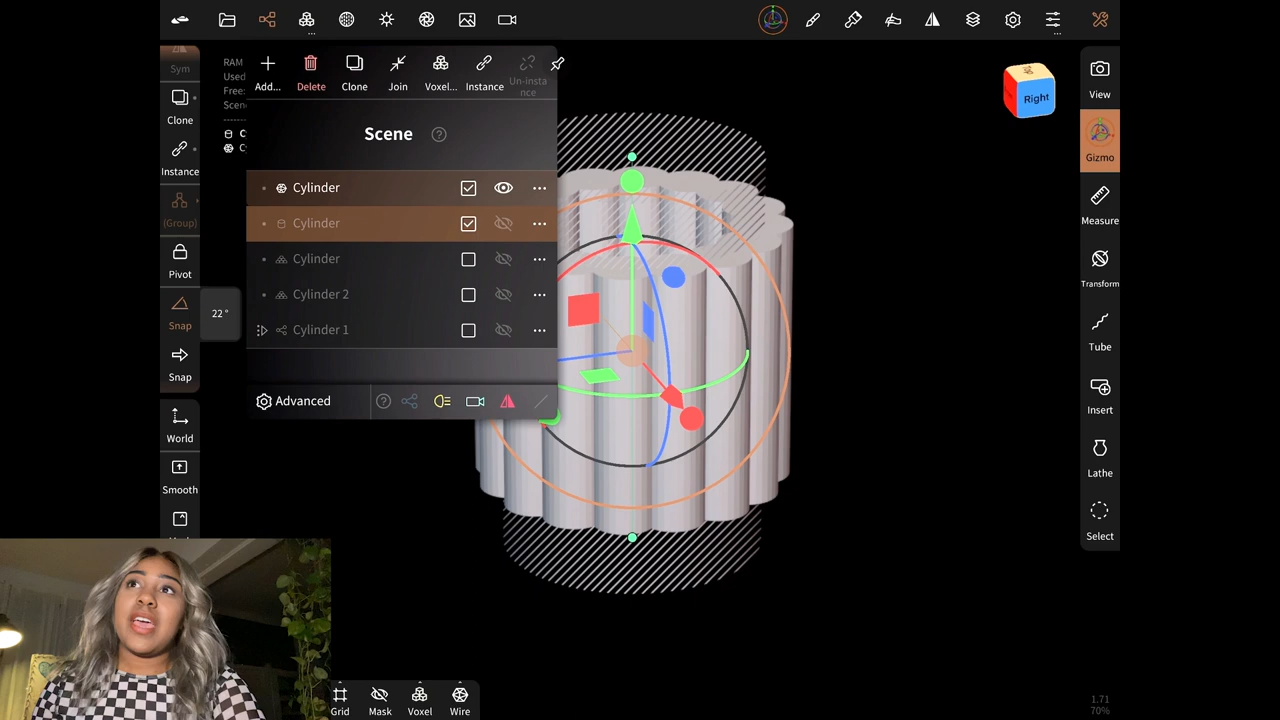 Sym
Clone
Instance
(Group)
Pivot
Snap
22 °
Snap
World
Smooth
RAM
Used
Free:
Scene
Add...
Delete
Clone
Join
Voxel...
Instance
Un-insta
nce
Scene
Cylinder
Cylinder
Cylinder
Cylinder 2
Cylinder 1
Advanced
Right
View
Gizmo
Measure
Transform
Tube
Insert
Lathe
Select
Grid
Mask
Voxel
Wire
1.71
70%